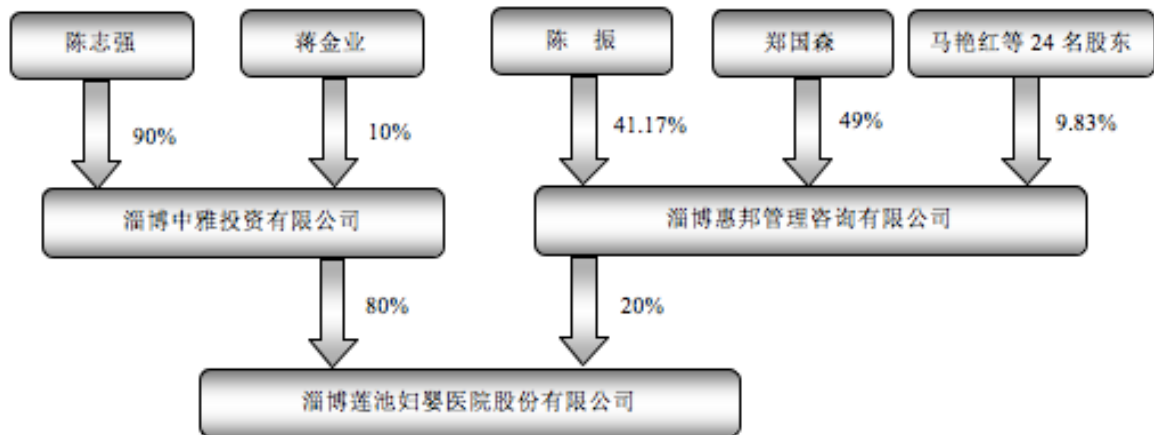 陈志强
蒋金业
陈 振
郑国森
马艳红等 24 名股东
90%
10%
41.17%
49%
9.83%
淄博中雅投资有限公司
淄博惠邦管理咨询有限公司
80%
20%
淄博莲池妇婴医院股份有限公司